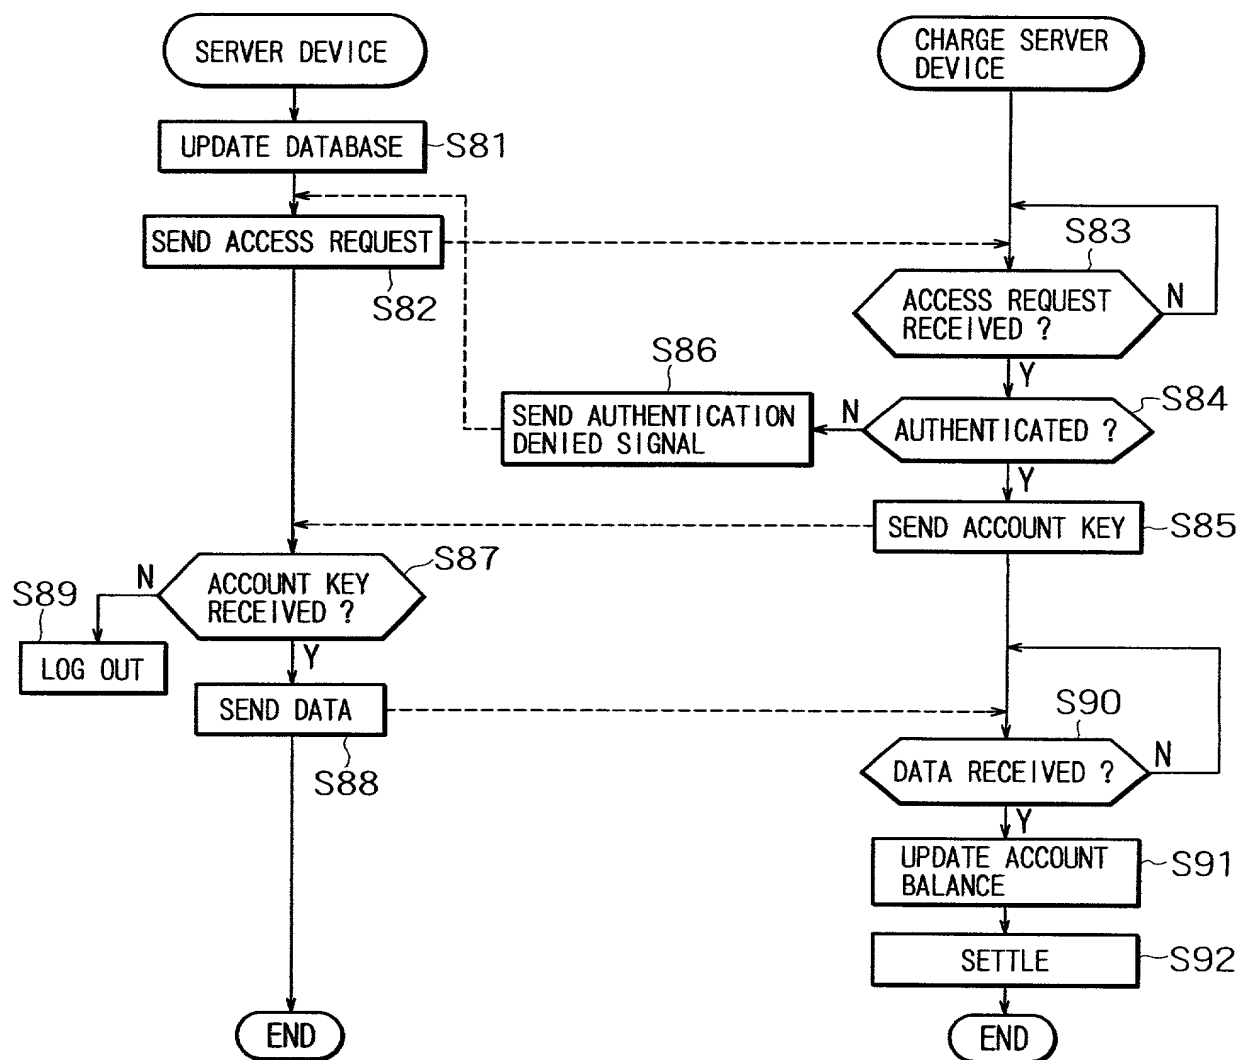 SERVER DEVICE
CHARGE SERVER
DEVICE
UPDATE DATABASE
S81
SEND ACCESS REQUEST
S82
S83
ACCESS REQUEST
RECEIVED ?
N
Y
S86
SEND AUTHENTICATION
DENIED SIGNAL
N
AUTHENTICATED ?
S84
Y
SEND ACCOUNT KEY
S85
S87
ACCOUNT KEY
RECEIVED ?
N
S89
LOG OUT
Y
SEND DATA
S88
S90
DATA RECEIVED ?
N
Y
UPDATE ACCOUNT
BALANCE
S91
SETTLE
S92
END
END